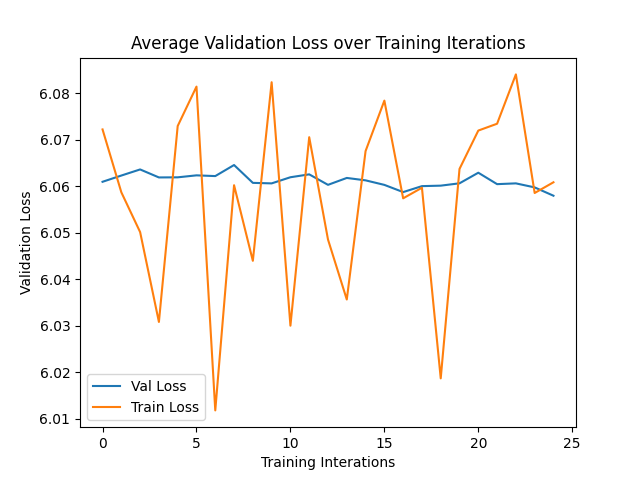 Average Validation Loss over Training Iterations
Validation Loss
6.08
6.07
6.06
6.05
6.04
6.03
6.02
6.01
Val Loss
Train Loss
0
5
10
15
20
25
Training Interations